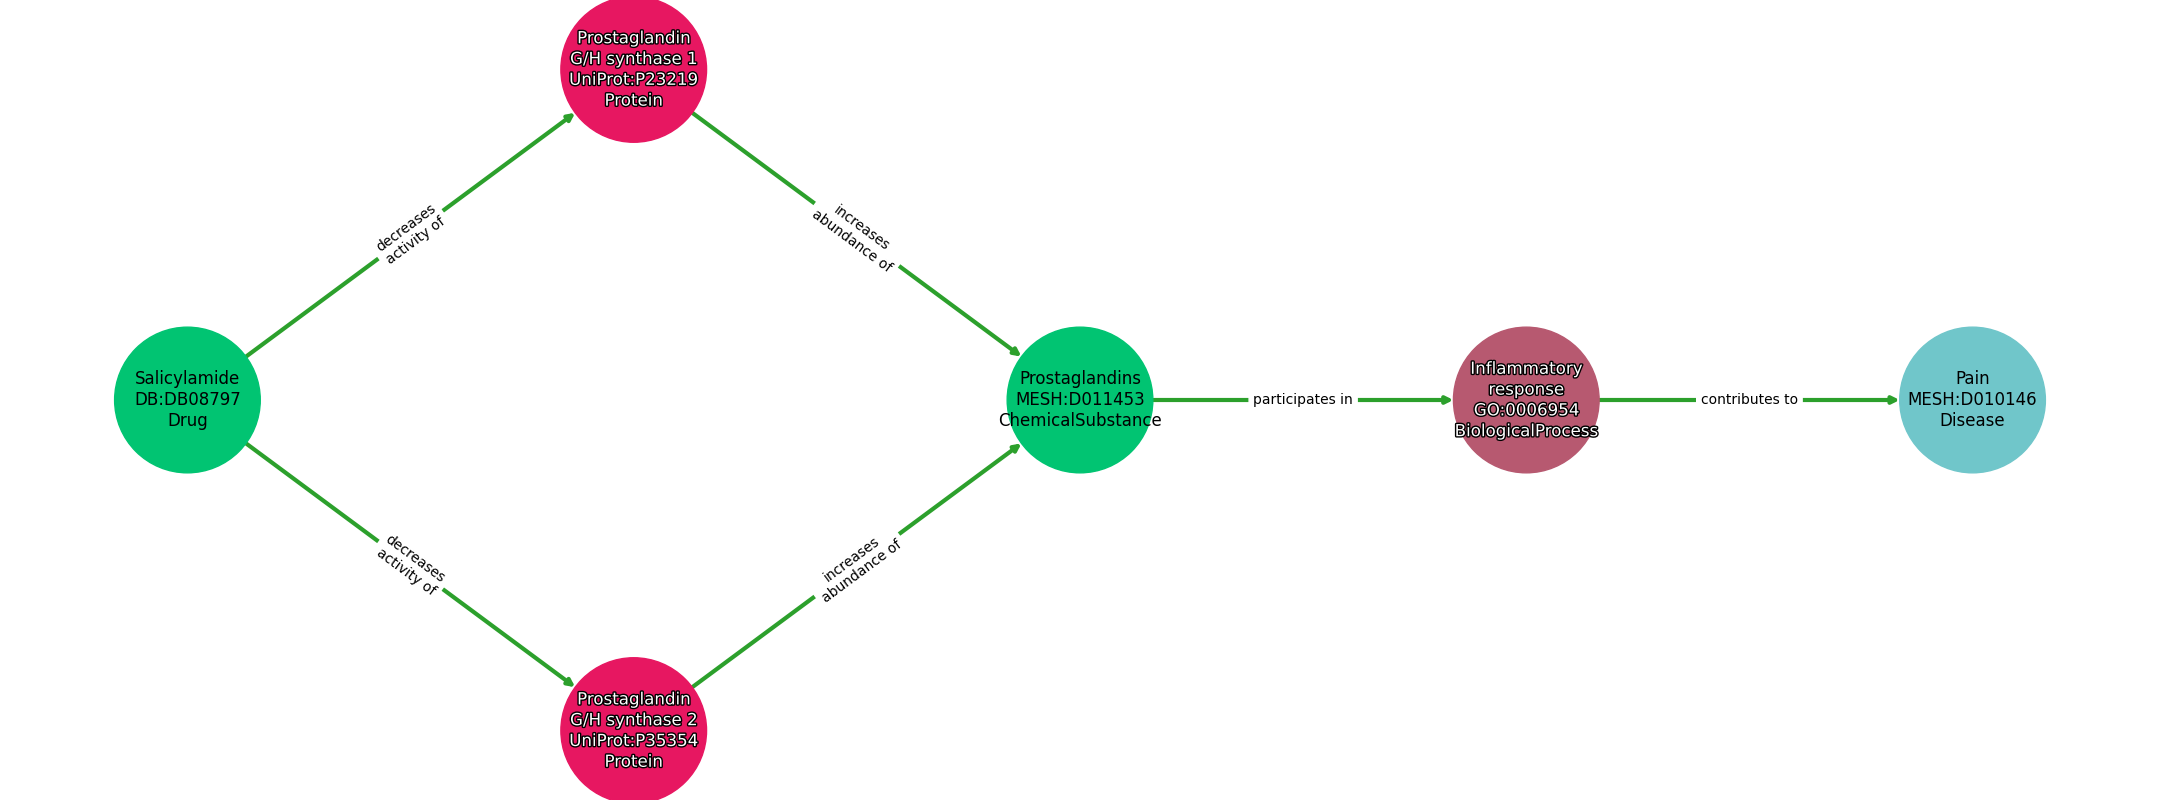 Prostaglandin
G/H synthase 1
UniProt:P23219
Protein
decreases
activity of
increases
abundance of
Salicylamide
DB:DB08797
Drug
Prostaglandins
MESH:D011453
ChemicalSubstance
participates in
Inflammatory
response
GO:0006954
BiologicalProcess
contributes to
Pain
MESH:D010146
Disease
decreases
activity of
increases
abundance of
Prostaglandin
G/H synthase 2
UniProt:P35354
Protein